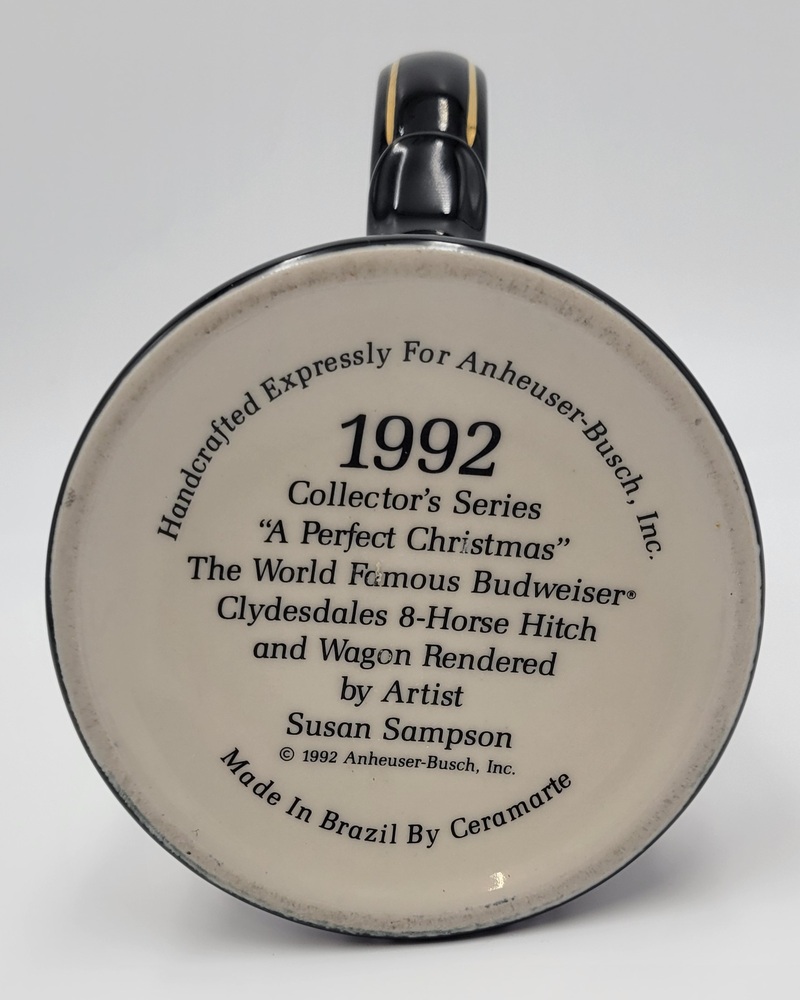 Handcrafted Expressly For Anheuser-Busch, Inc.
1992
Collector's Series
“A Perfect Christmas”
The World Famous Budweiser®
Clydesdales 8-Horse Hitch
and Wagon Rendered
by Artist
Susan Sampson
© 1992 Anheuser-Busch, Inc.
Made In Brazil By Ceramarte